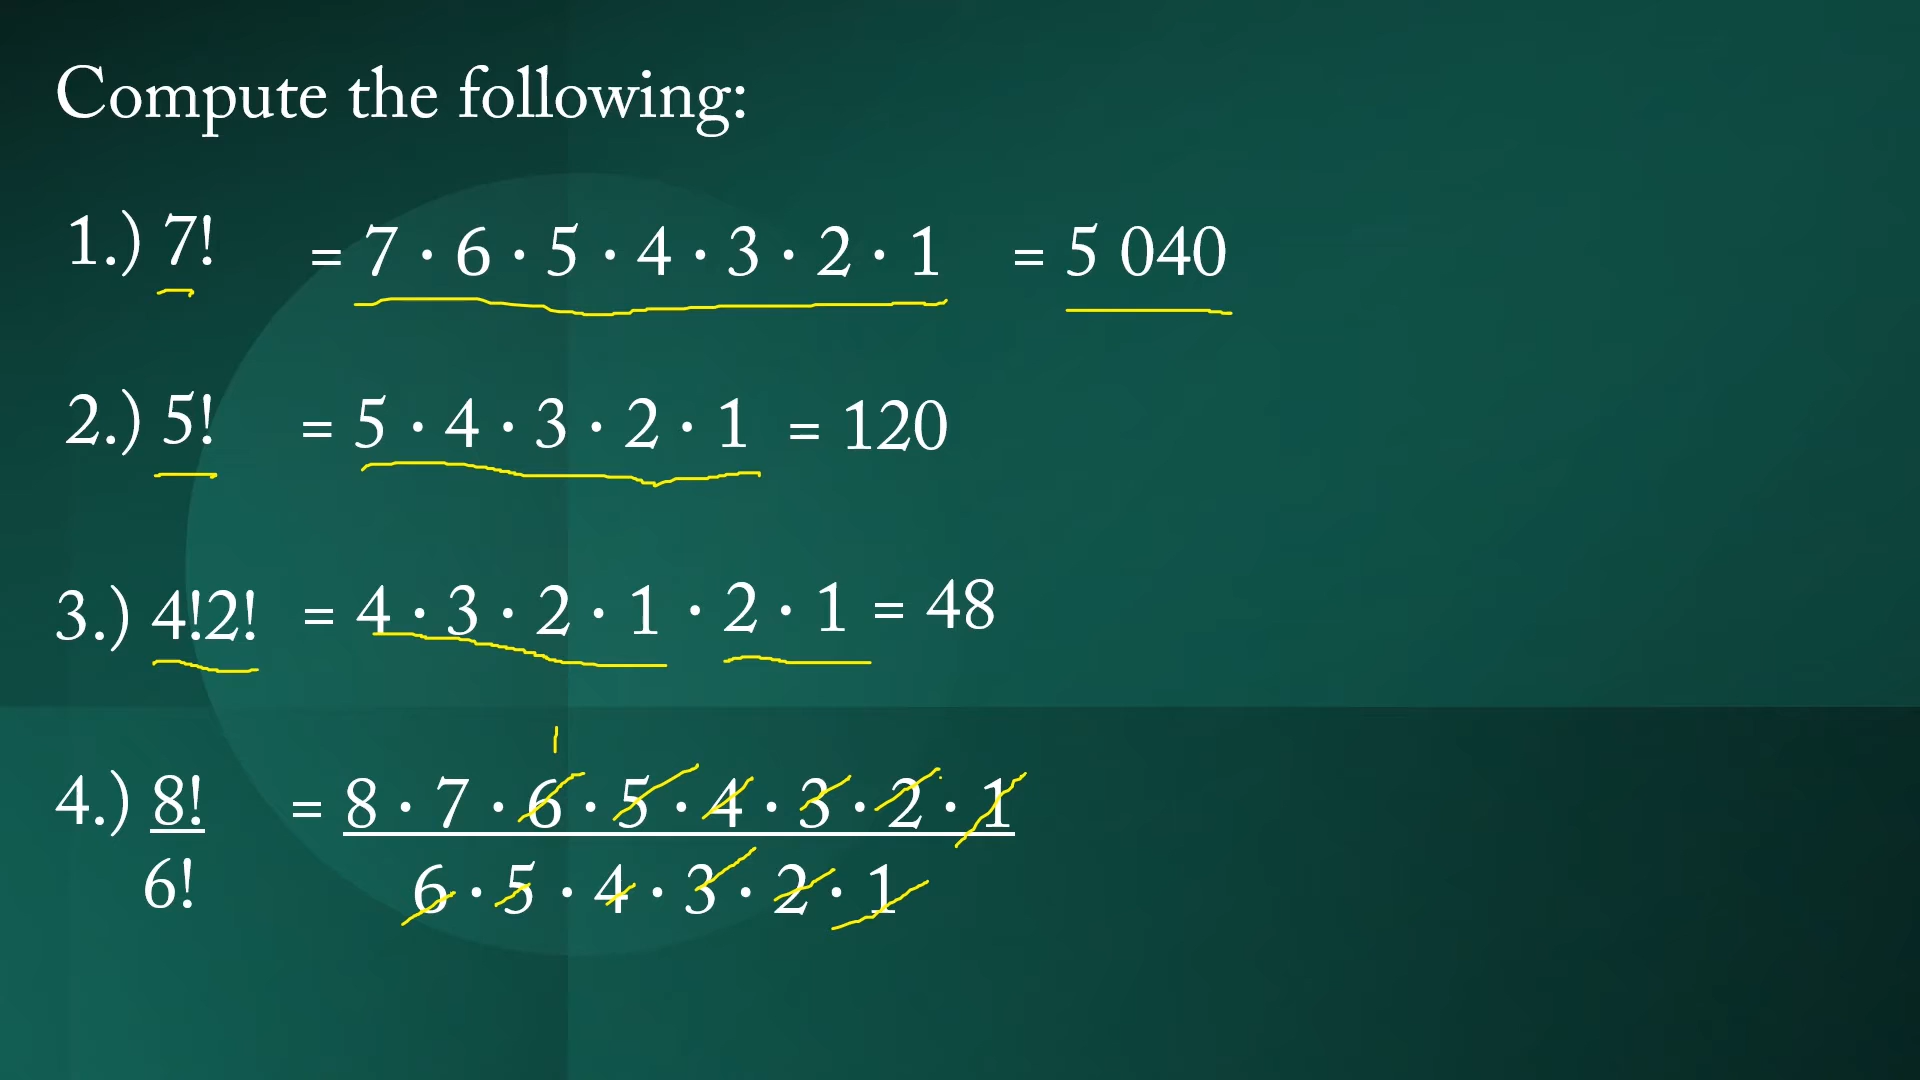 Compute the following:
1.) 7! = 7 · 6 · 5 · 4 · 3 · 2 · 1 = 5 040
2.) 5! = 5 · 4 · 3 · 2 · 1 = 120
3.) 4!2! = 4 · 3 · 2 · 1 · 2 · 1 = 48
1
4.) 8! = 8 · 7 · 6 · 5 · 4 · 3 · 2 · 1
6! 6 · 5 · 4 · 3 · 2 · 1